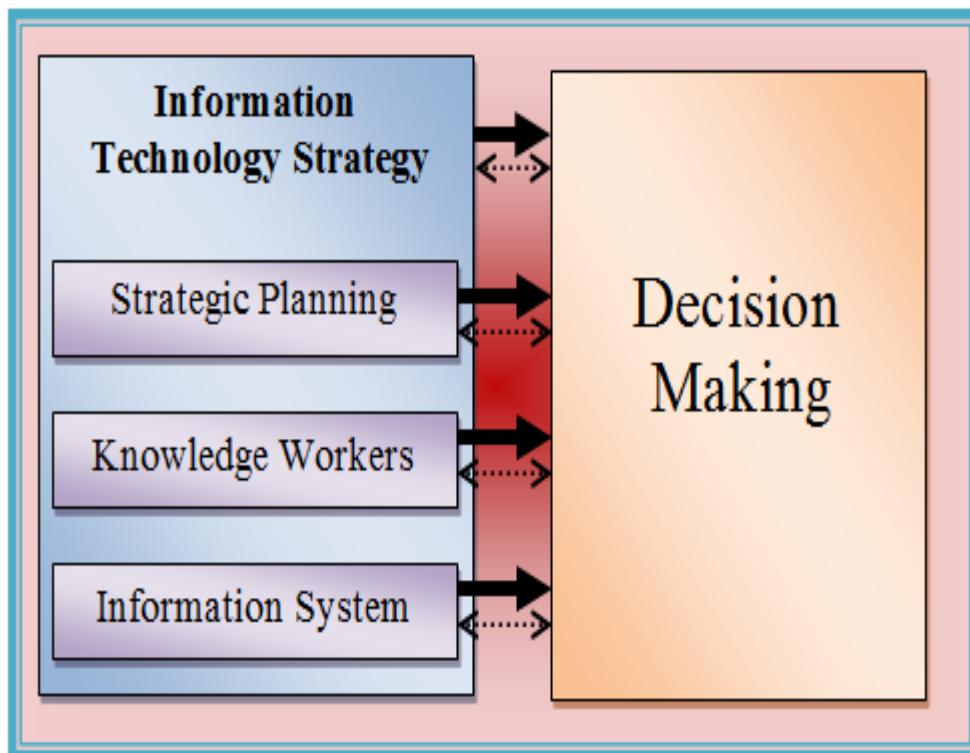 Information
Technology Strategy
Strategic Planning
Knowledge Workers
Information System
Decision
Making